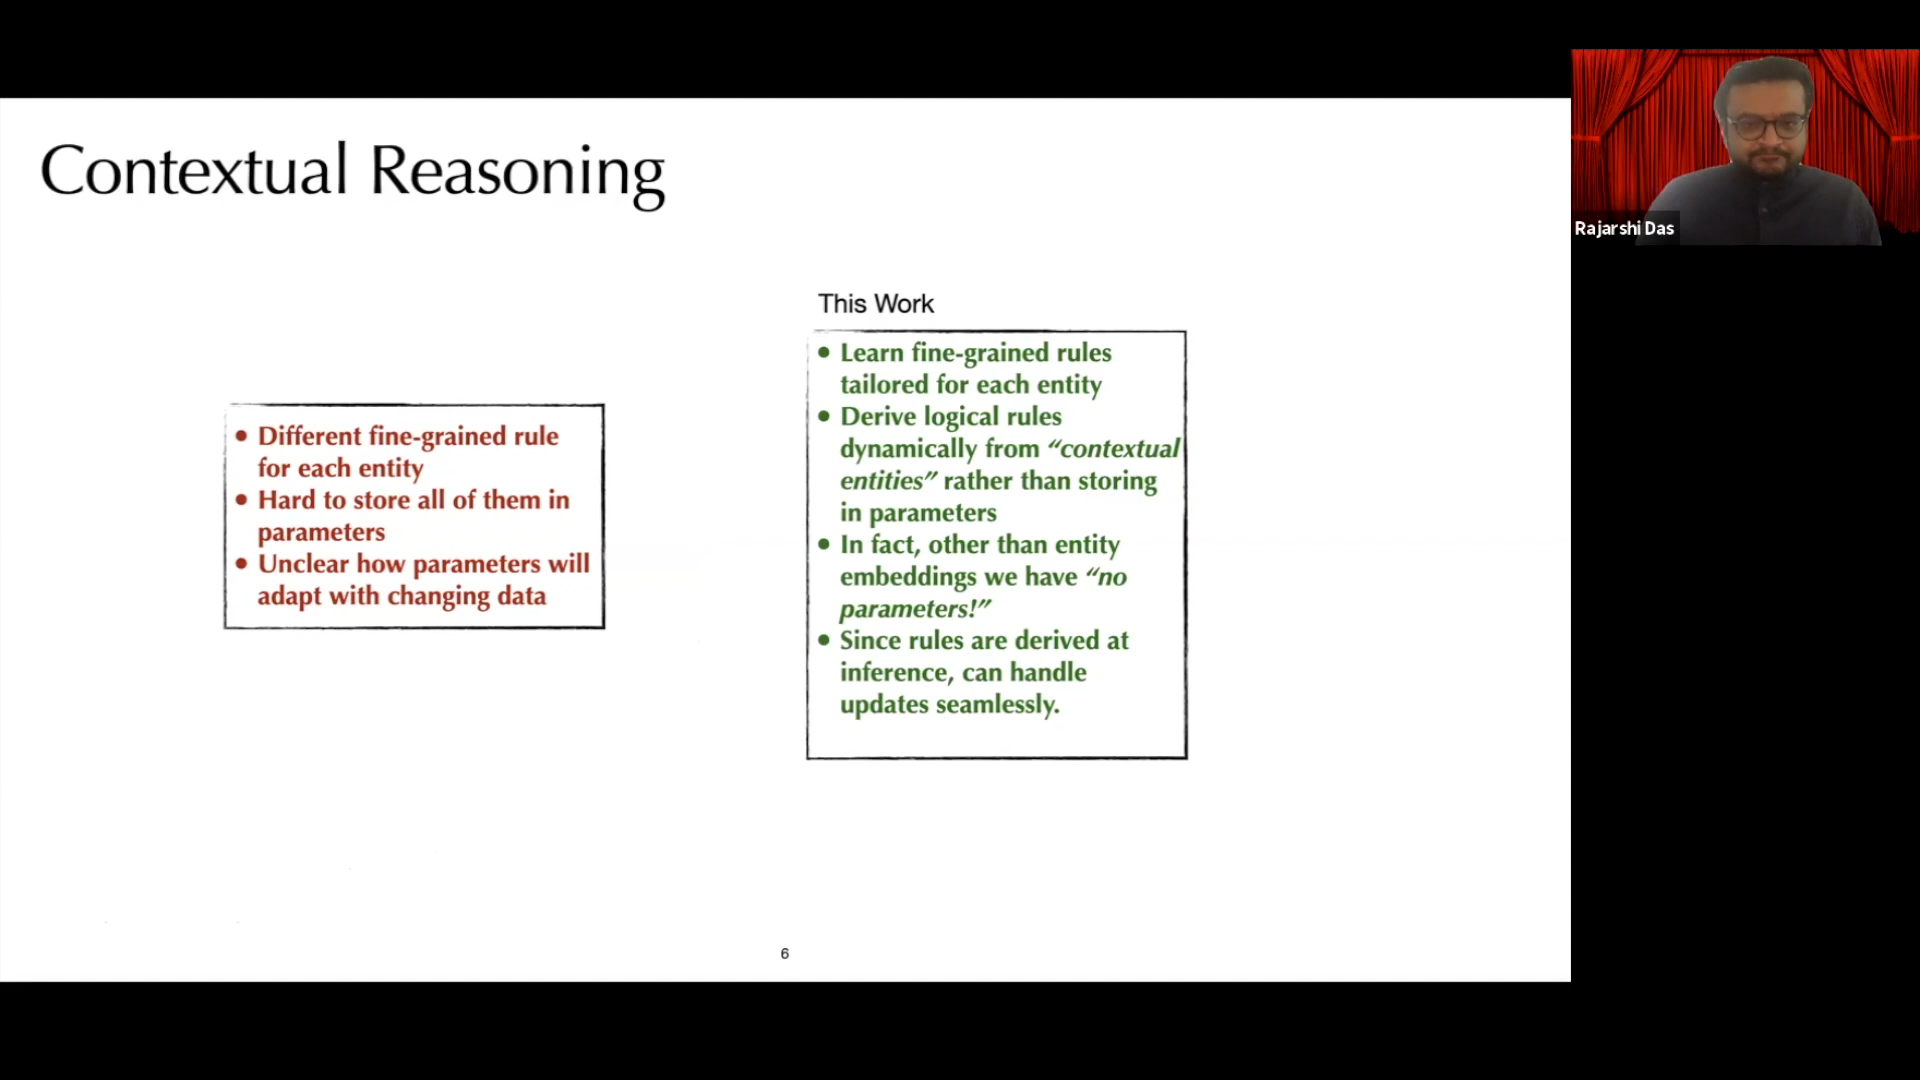 Contextual Reasoning
Rajarshi Das
This Work
• Different fine-grained rule
for each entity
• Hard to store all of them in
parameters
• Unclear how parameters will
adapt with changing data
• Learn fine-grained rules
tailored for each entity
• Derive logical rules
dynamically from “contextual
entities” rather than storing
in parameters
• In fact, other than entity
embeddings we have “no
parameters!”
• Since rules are derived at
inference, can handle
updates seamlessly.
6